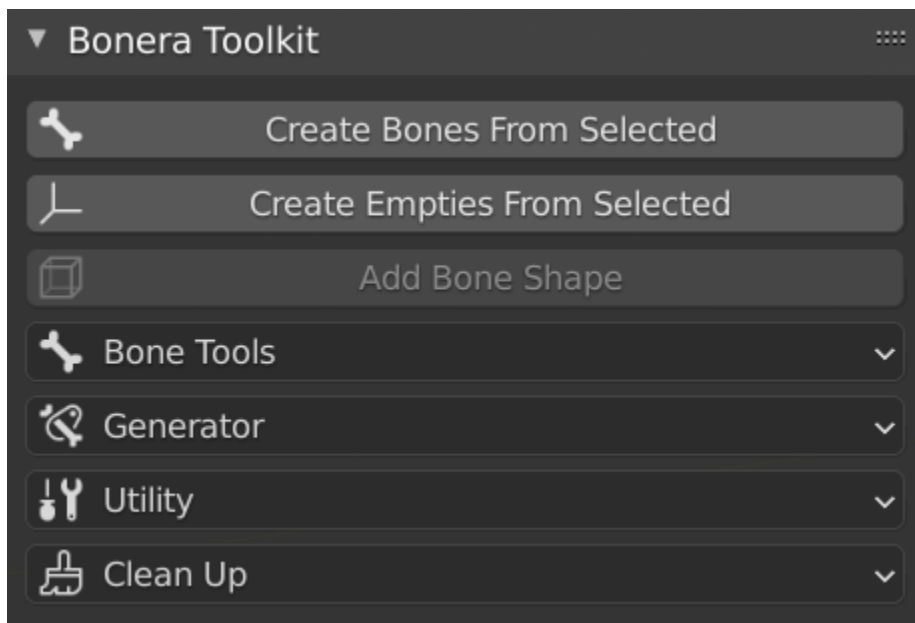 Bonera Toolkit
Create Bones From Selected
Create Empties From Selected
Add Bone Shape
Bone Tools
Generator
Utility
Clean Up